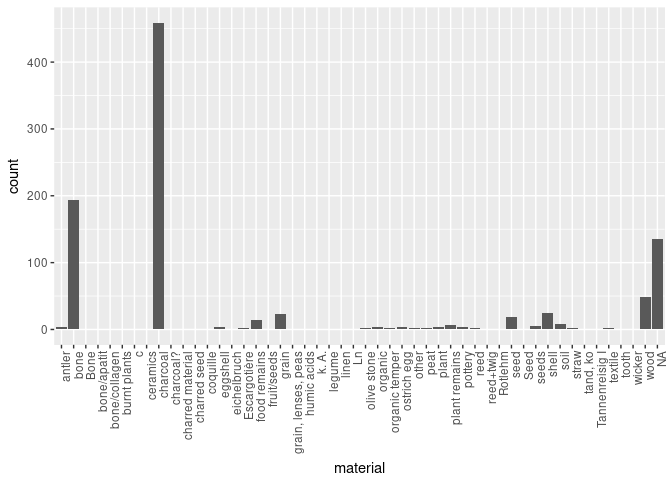 count
400
300
200
100
0
antler
bone
Bone
bone/apatit
bone/collagen
burnt plants
c
ceramics
charcoal
charcoal?
charred material
charred seed
coquille
eggshell
eichelbruch
Escargotière
food remains
fruit/seeds
grain
grain, lenses, peas
humic acids
k. A.
legume
linen
Ln
olive stone
organic
organic temper
ostrich egg
other
peat
plant
plant remains
pottery
reed
reed+twig
Rotlehm
seed
Seed
seeds
shell
soil
straw
tand. ko
Tannenreisig l
textile
tooth
wicker
wood
NA
material